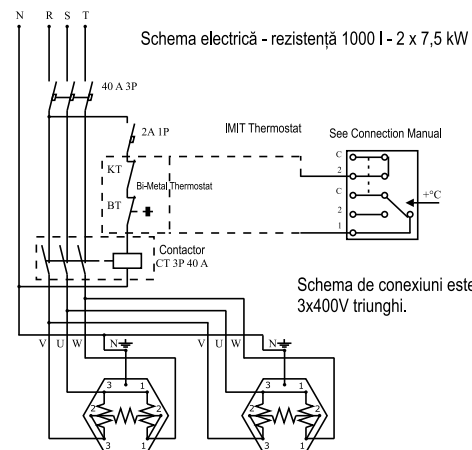 N R S T
Schema electrică - rezistență 1000 l - 2 x 7,5 kW
40 A 3P
2A 1P
IMIT Thermostat
See Connection Manual
KT
Bi-Metal Thermostat
BT
C
2
C
2
1
+°C
Contactor
CT 3P 40 A
Schema de conexiuni este
3x400V triunghi.
V U W N
V U W N
3 1
2 2
3 1
3 1
2 2
3 1